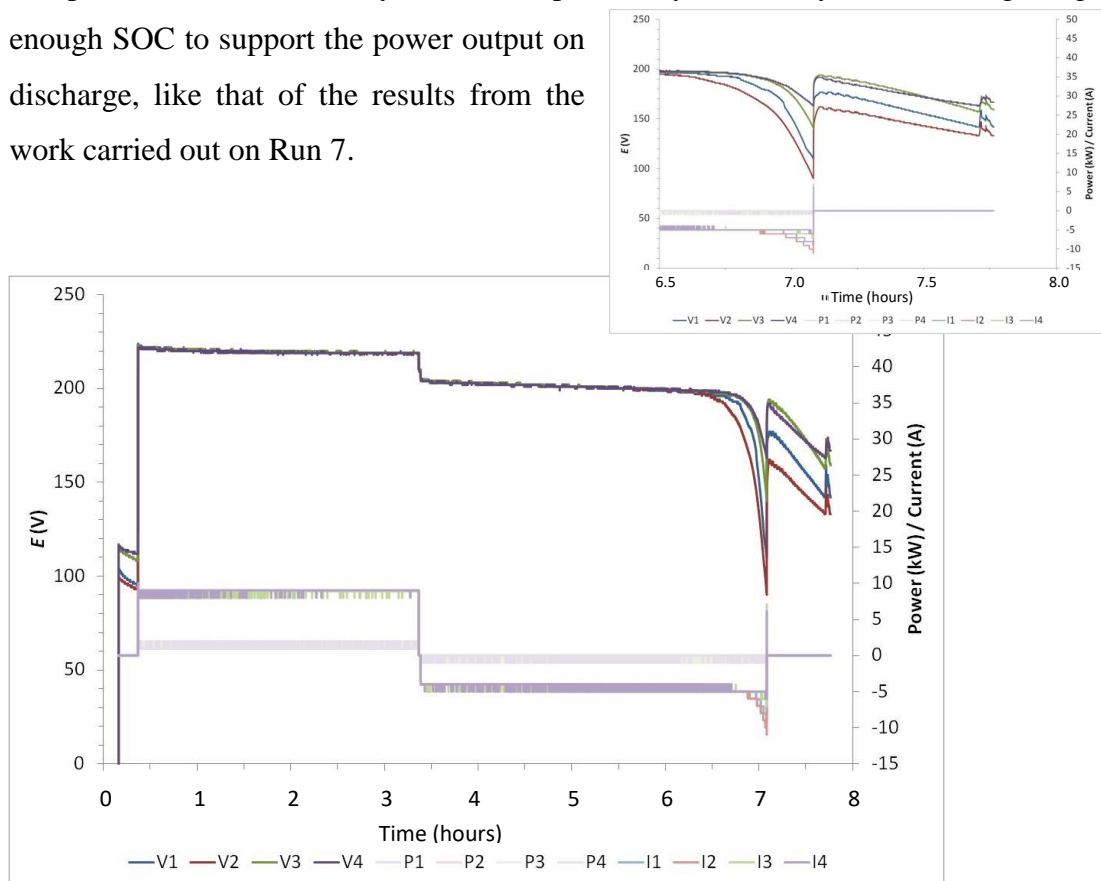 enough SOC to support the power output on
discharge, like that of the results from the
work carried out on Run 7.
250
200
150
100
50
0
E (V)
50
45
40
35
30
25
20
15
10
5
0
-5
-10
-15
Power (kW) / Current (A)
6.5 7.0 7.5 8.0
Time (hours)
V1 V2 V3 V4 P1 P2 P3 P4 I1 I2 I3 I4
250
200
150
100
50
0
E (V)
40
35
30
25
20
15
10
5
0
-5
-10
-15
Power (kW) / Current (A)
0 1 2 3 4 5 6 7 8
Time (hours)
V1 V2 V3 V4 P1 P2 P3 P4 I1 I2 I3 I4